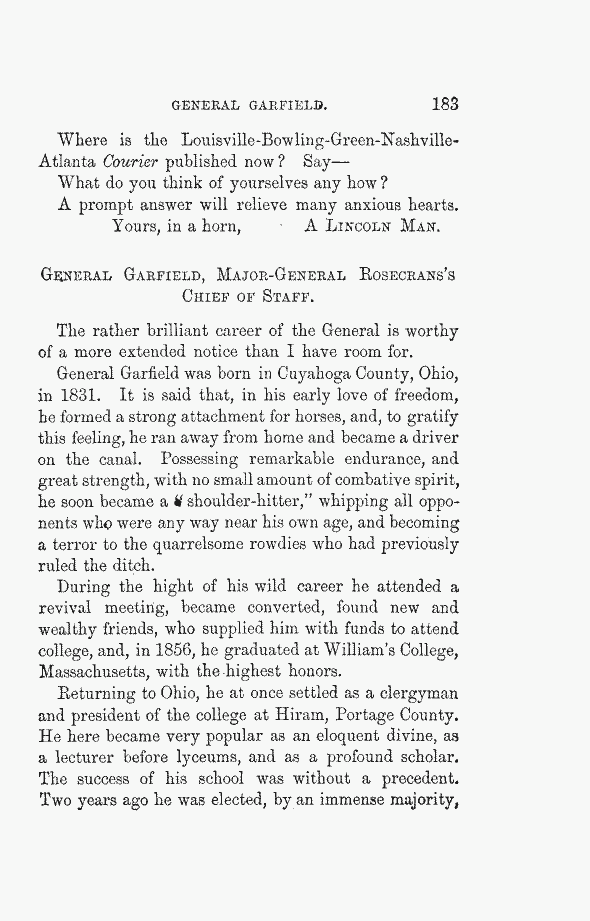 GENERAL GARFIELD. 183
Where is the Louisville-Bowling-Green-Nashville-
Atlanta Courier published now? Say—
What do you think of yourselves any how?
A prompt answer will relieve many anxious hearts.
Yours, in a horn, A LINCOLN MAN.
GENERAL GARFIELD, MAJOR-GENERAL ROSECRANS'S
CHIEF OF STAFF.
The rather brilliant career of the General is worthy
of a more extended notice than I have room for.
General Garfield was born in Cuyahoga County, Ohio,
in 1831. It is said that, in his early love of freedom,
he formed a strong attachment for horses, and, to gratify
this feeling, he ran away from home and became a driver
on the canal. Possessing remarkable endurance, and
great strength, with no small amount of combative spirit,
he soon became a "shoulder-hitter," whipping all oppo-
nents who were any way near his own age, and becoming
a terror to the quarrelsome rowdies who had previously
ruled the ditch.
During the hight of his wild career he attended a
revival meeting, became converted, found new and
wealthy friends, who supplied him with funds to attend
college, and, in 1856, he graduated at William's College,
Massachusetts, with the highest honors.
Returning to Ohio, he at once settled as a clergyman
and president of the college at Hiram, Portage County.
He here became very popular as an eloquent divine, as
a lecturer before lyceums, and as a profound scholar.
The success of his school was without a precedent.
Two years ago he was elected, by an immense majority,